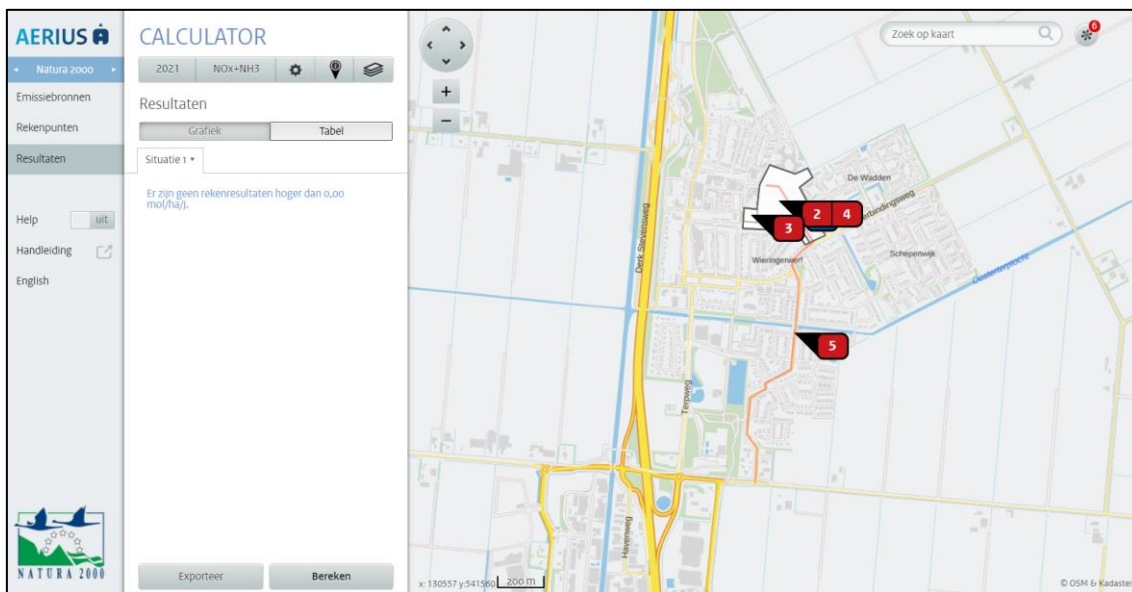 AERIUS
CALCULATOR
Natura 2000
2021
NOx+NH3
Emissiebronnen
Rekenpunten
Resultaten
Help
uit
Handleiding
English
Resultaten
Grafiek
Tabel
Situatie 1
Er zijn geen rekenresultaten hoger dan 0,00
mol/ha/j.
Exporteer
Bereken
NATURA 2000
+
−
Zoek op kaart
6
De Wadden
2
4
3
erbindingsweg
Wieringerwerf
Schepenwijk
Oosterterptocht
Derk Stevensweg
5
Terpweg
Havenweg
x: 130557 y:541560
200 m
© OSM & Kadaster